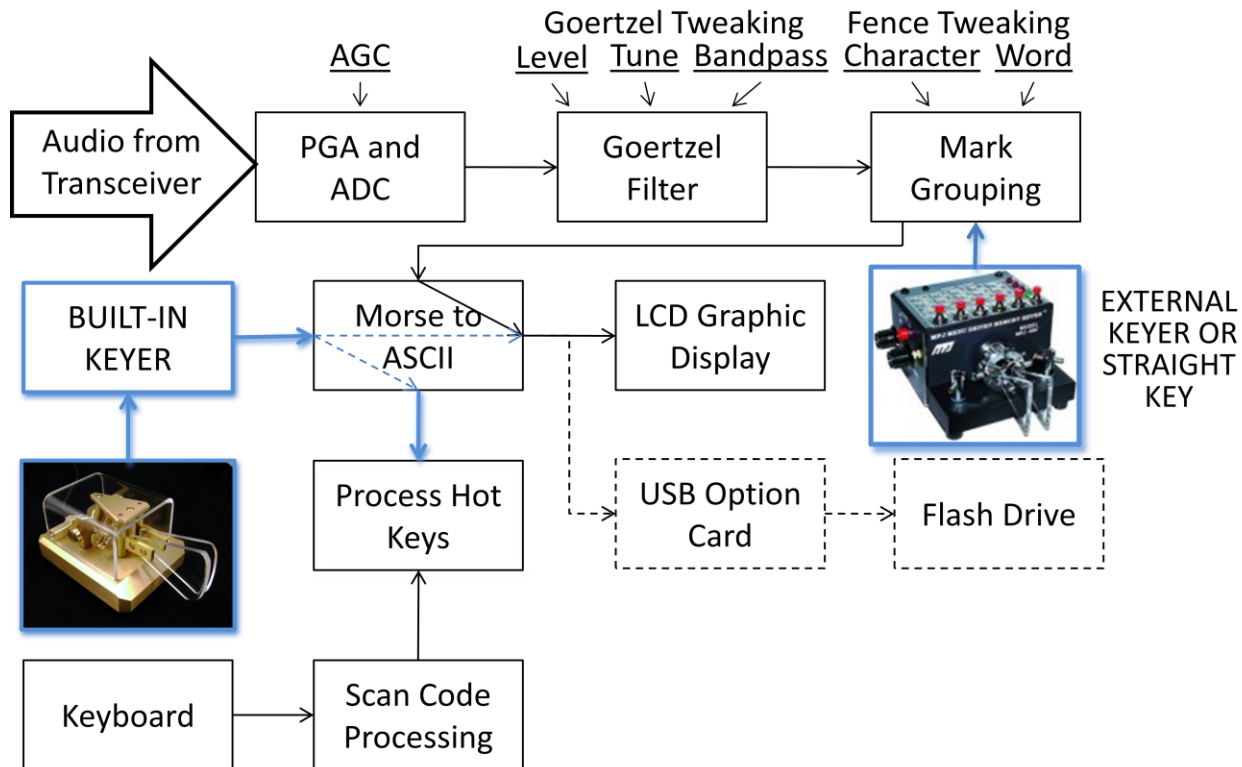 Goertzel Tweaking
Fence Tweaking
AGC
Level
Tune
Bandpass
Character
Word
Audio from
Transceiver
PGA and
ADC
Goertzel
Filter
Mark
Grouping
BUILT-IN
KEYER
Morse to
ASCII
LCD Graphic
Display
EXTERNAL
KEYER OR
STRAIGHT
KEY
Process Hot
Keys
USB Option
Card
Flash Drive
Keyboard
Scan Code
Processing